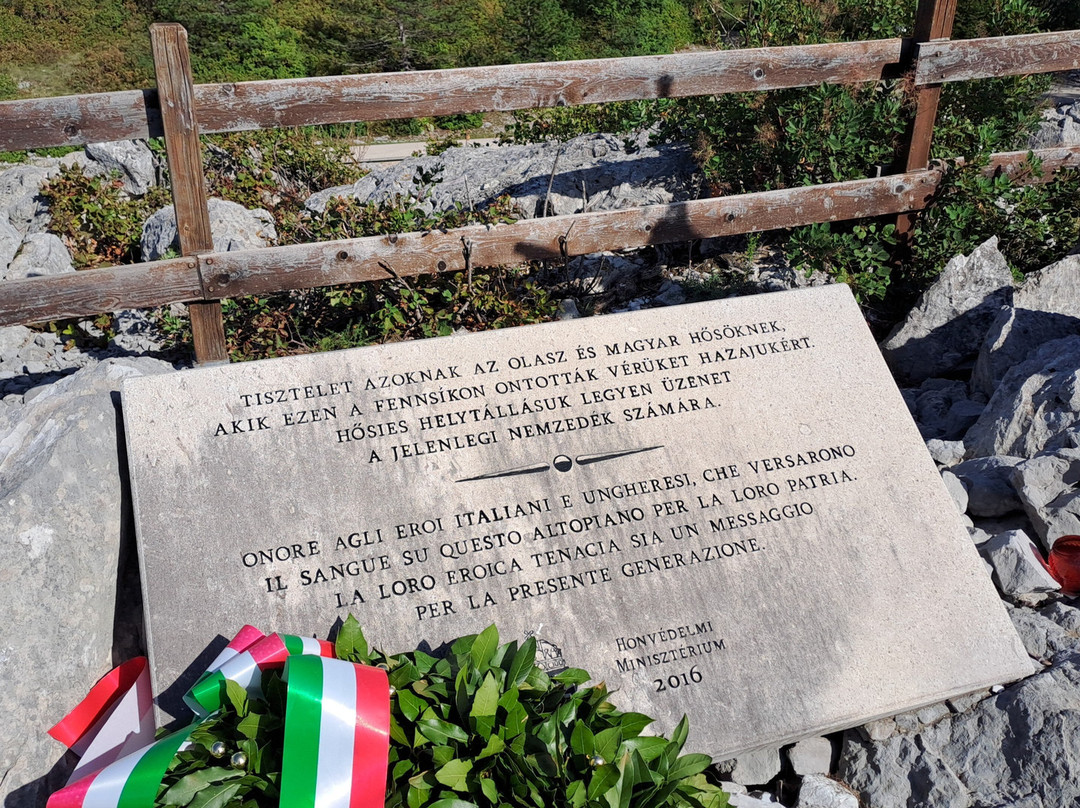 TISZTELET AZOKNAK AZ OLASZ ÉS MAGYAR HŐSÖKNEK,
AKIK EZEN A FENNSÍKON ONTOTTÁK VÉRÜKET HAZAJUKÉRT.
HŐSIES HELYTÁLLÁSUK LEGYEN ÜZENET
A JELENLEGI NEMZEDÉK SZÁMÁRA.
ONORE AGLI EROI ITALIANI E UNGHERESI, CHE VERSARONO
IL SANGUE SU QUESTO ALTOPIANO PER LA LORO PATRIA.
LA LORO EROICA TENACIA SIA UN MESSAGGIO
PER LA PRESENTE GENERAZIONE.
HONVÉDELMI
MINISZTÉRIUM
2016